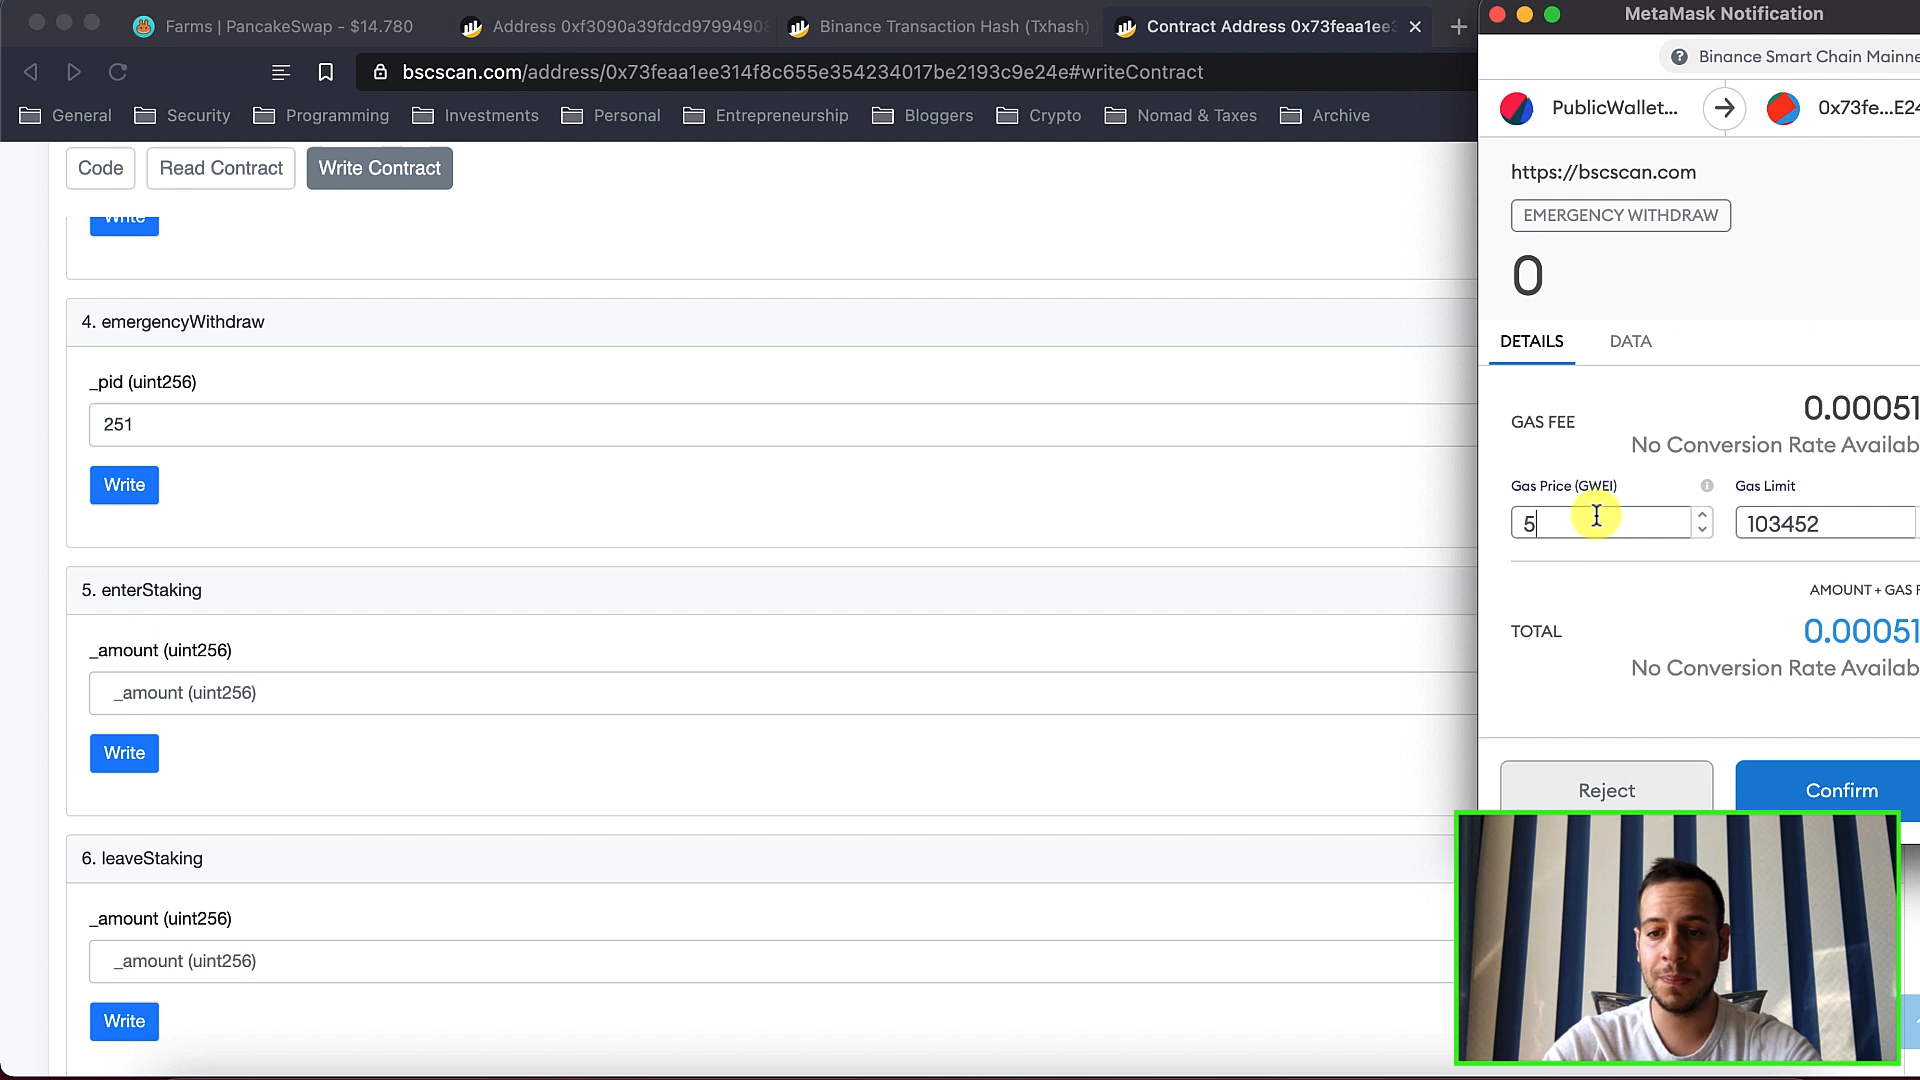 Farms | PancakeSwap - $14.780
Address 0xf3090a39fdcd97994908
Binance Transaction Hash (Txhash)
Contract Address 0x73feaa1ee3
MetaMask Notification
bscscan.com/address/0x73feaa1ee314f8c655e354234017be2193c9e24e#writeContract
General
Security
Programming
Investments
Personal
Entrepreneurship
Bloggers
Crypto
Nomad & Taxes
Archive
Code
Read Contract
Write Contract
Write
4. emergencyWithdraw
_pid (uint256)
251
Write
5. enterStaking
_amount (uint256)
_amount (uint256)
Write
6. leaveStaking
_amount (uint256)
_amount (uint256)
Write
Binance Smart Chain Mainne
PublicWallet...
0x73fe...E24
https://bscscan.com
EMERGENCY WITHDRAW
0
DETAILS
DATA
GAS FEE
0.00051
No Conversion Rate Availab
Gas Price (GWEI)
Gas Limit
5
103452
AMOUNT + GAS F
TOTAL
0.00051
No Conversion Rate Availab
Reject
Confirm